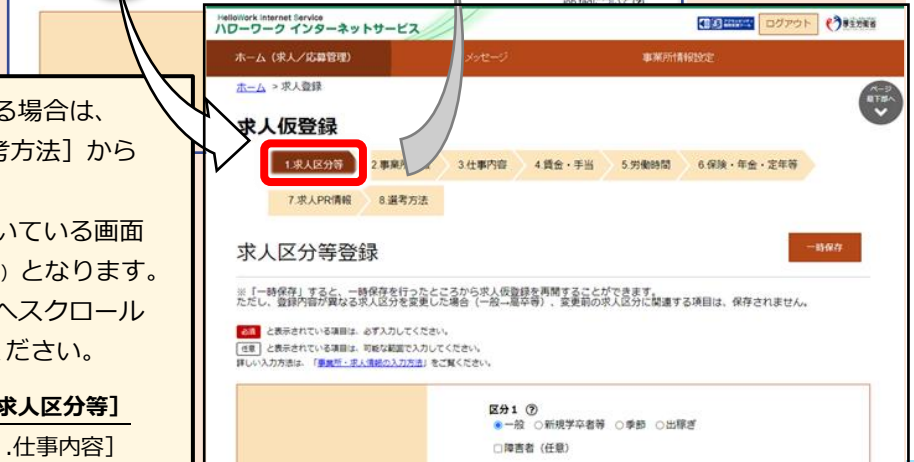 る場合は、
考方法］から
いている画面
）となります。
へスクロール
ください。
求人区分等］
.仕事内容］
HelloWork Internet Service
ハローワーク インターネットサービス
ログアウト
厚生労働省
ホーム（求人／応募管理）
メッセージ
事業所情報設定
ホーム > 求人登録
ページ
最下部へ
求人仮登録
1.求人区分等
2.事業所
3.仕事内容
4.賃金・手当
5.労働時間
6.保険・年金・定年等
7.求人PR情報
8.選考方法
求人区分等登録
一時保存
※「一時保存」すると、一時保存を行ったところから求人仮登録を再開することができます。
ただし、登録内容が異なる求人区分を変更した場合（一般→高卒等）、変更前の求人区分に関連する項目は、保存されません。
必須 と表示されている項目は、必ず入力してください。
任意 と表示されている項目は、可能な範囲で入力してください。
詳しい入力方法は、「事業所・求人情報の入力方法」をご覧ください。
区分１ ?
一般 新規学卒者等 季節 出稼ぎ
障害者（任意）